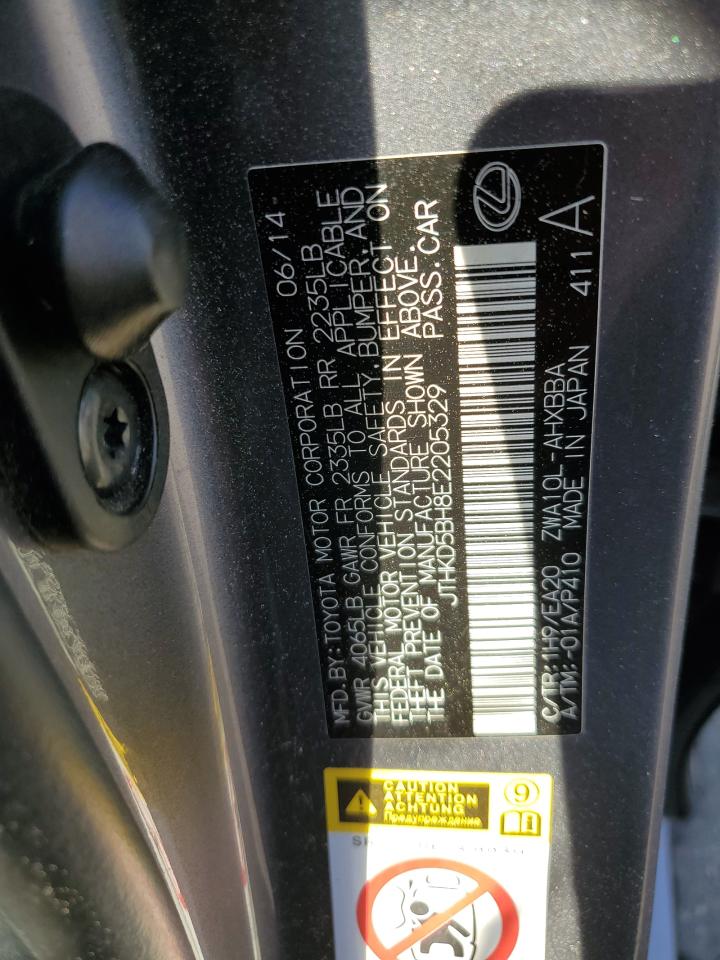 MFD. BY: TOYOTA MOTOR CORPORATION 06/14
GVWR 4065LB GAWR FR 2335LB RR 2235LB
THIS VEHICLE CONFORMS TO ALL APPLICABLE
FEDERAL MOTOR VEHICLE SAFETY, BUMPER, AND
THEFT PREVENTION STANDARDS IN EFFECT ON
THE DATE OF MANUFACTURE SHOWN ABOVE.
JTHKD5BH8E2205329 PASS. CAR
C/TR: 1H9/EA20 ZWA10L-AHXBBA
A/TM: -01A/P410 MADE IN JAPAN 411 A
CAUTION
ATTENTION
ACHTUNG
Предупреждение
9